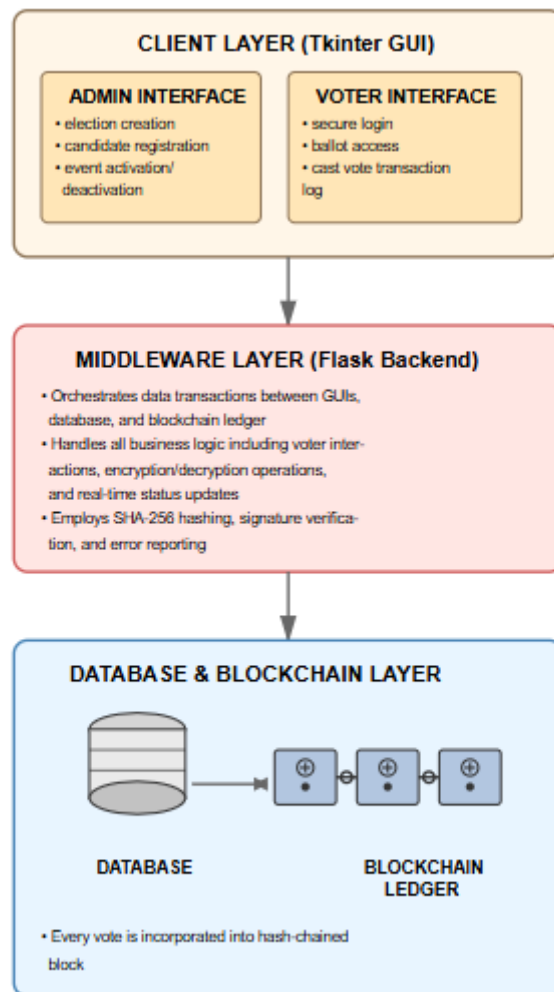 CLIENT LAYER (Tkinter GUI)
ADMIN INTERFACE
• election creation
• candidate registration
• event activation/
deactivation
VOTER INTERFACE
• secure login
• ballot access
• cast vote transaction
log
MIDDLEWARE LAYER (Flask Backend)
• Orchestrates data transactions between GUIs,
database, and blockchain ledger
• Handles all business logic including voter inter-
actions, encryption/decryption operations,
and real-time status updates
• Employs SHA-256 hashing, signature verifica-
tion, and error reporting
DATABASE & BLOCKCHAIN LAYER
DATABASE
BLOCKCHAIN
LEDGER
• Every vote is incorporated into hash-chained
block